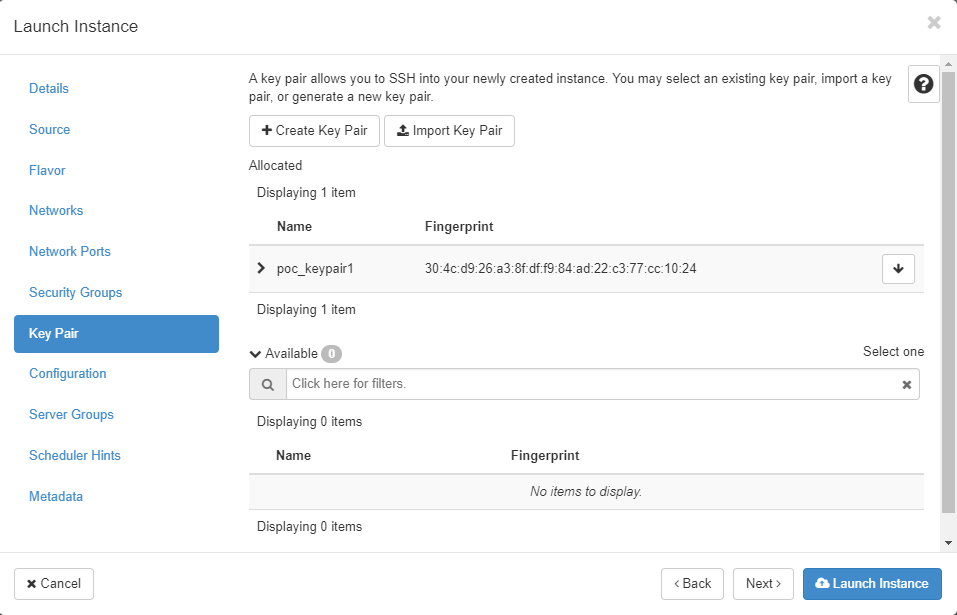 Launch Instance
Details
Source
Flavor
Networks
Network Ports
Security Groups
Key Pair
Configuration
Server Groups
Scheduler Hints
Metadata
A key pair allows you to SSH into your newly created instance. You may select an existing key pair, import a key
pair, or generate a new key pair.
Create Key Pair Import Key Pair
Allocated
Displaying 1 item
Name Fingerprint
poc_keypair1 30:4c:d9:26:a3:8f:df:f9:84:ad:22:c3:77:cc:10:24
Displaying 1 item
Available 0 Select one
Click here for filters.
Displaying 0 items
Name Fingerprint
No items to display.
Displaying 0 items
Cancel < Back Next > Launch Instance